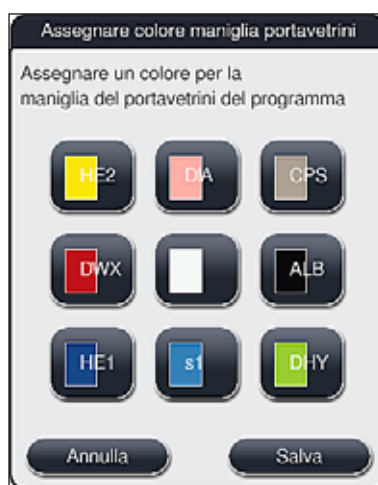 Assegnare colore maniglia portavetrini
Assegnare un colore per la
maniglia del portavetrini del programma
HE2 DIA CPS
DWX ALB
HE1 s1 DHY
Annulla Salva